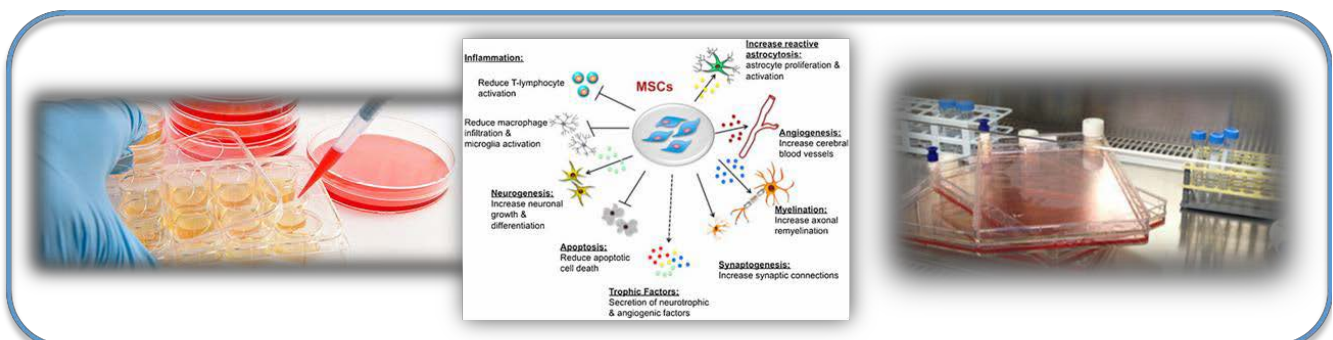 Inflammation:
Reduce T-lymphocyte
activation
Reduce macrophage
infiltration &
microglia activation
Neurogenesis:
Increase neuronal
growth &
differentiation
Apoptosis:
Reduce apoptotic
cell death
Trophic Factors:
Secretion of neurotrophic
& angiogenic factors
MSCs
Increase reactive
astrocytosis:
astrocyte proliferation &
activation
Angiogenesis:
Increase cerebral
blood vessels
Myelination:
Increase axonal
remyelination
Synaptogenesis:
Increase synaptic connections